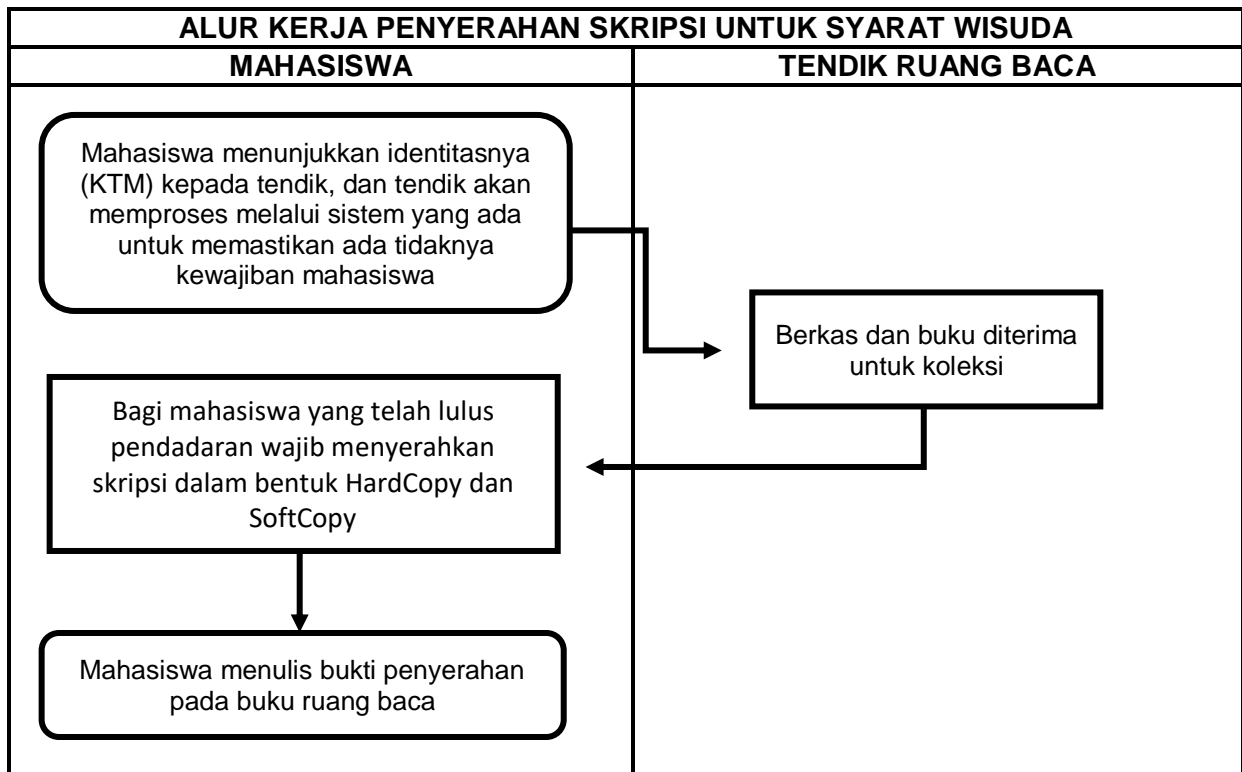 ALUR KERJA PENYERAHAN SKRIPSI UNTUK SYARAT WISUDA
MAHASISWA
TENDIK RUANG BACA
Mahasiswa menunjukkan identitasnya
(KTM) kepada tendik, dan tendik akan
memproses melalui sistem yang ada
untuk memastikan ada tidaknya
kewajiban mahasiswa
Berkas dan buku diterima
untuk koleksi
Bagi mahasiswa yang telah lulus
pendadaran wajib menyerahkan
skripsi dalam bentuk HardCopy dan
SoftCopy
Mahasiswa menulis bukti penyerahan
pada buku ruang baca